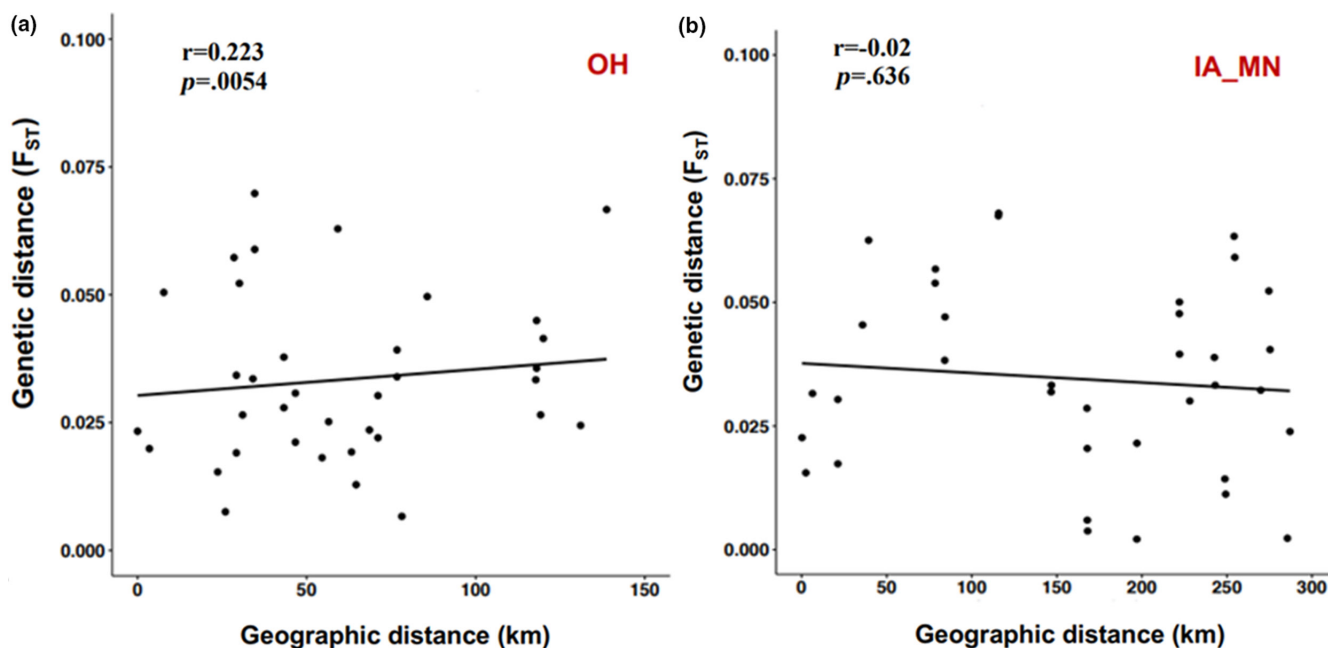 (a)
r=0.223
p=.0054
OH
0.100
0.075
0.050
0.025
0.000
Genetic distance (FST)
0 50 100 150
Geographic distance (km)
(b)
r=-0.02
p=.636
IA_MN
0.100
0.075
0.050
0.025
0.000
Genetic distance (FST)
0 50 100 150 200 250 300
Geographic distance (km)